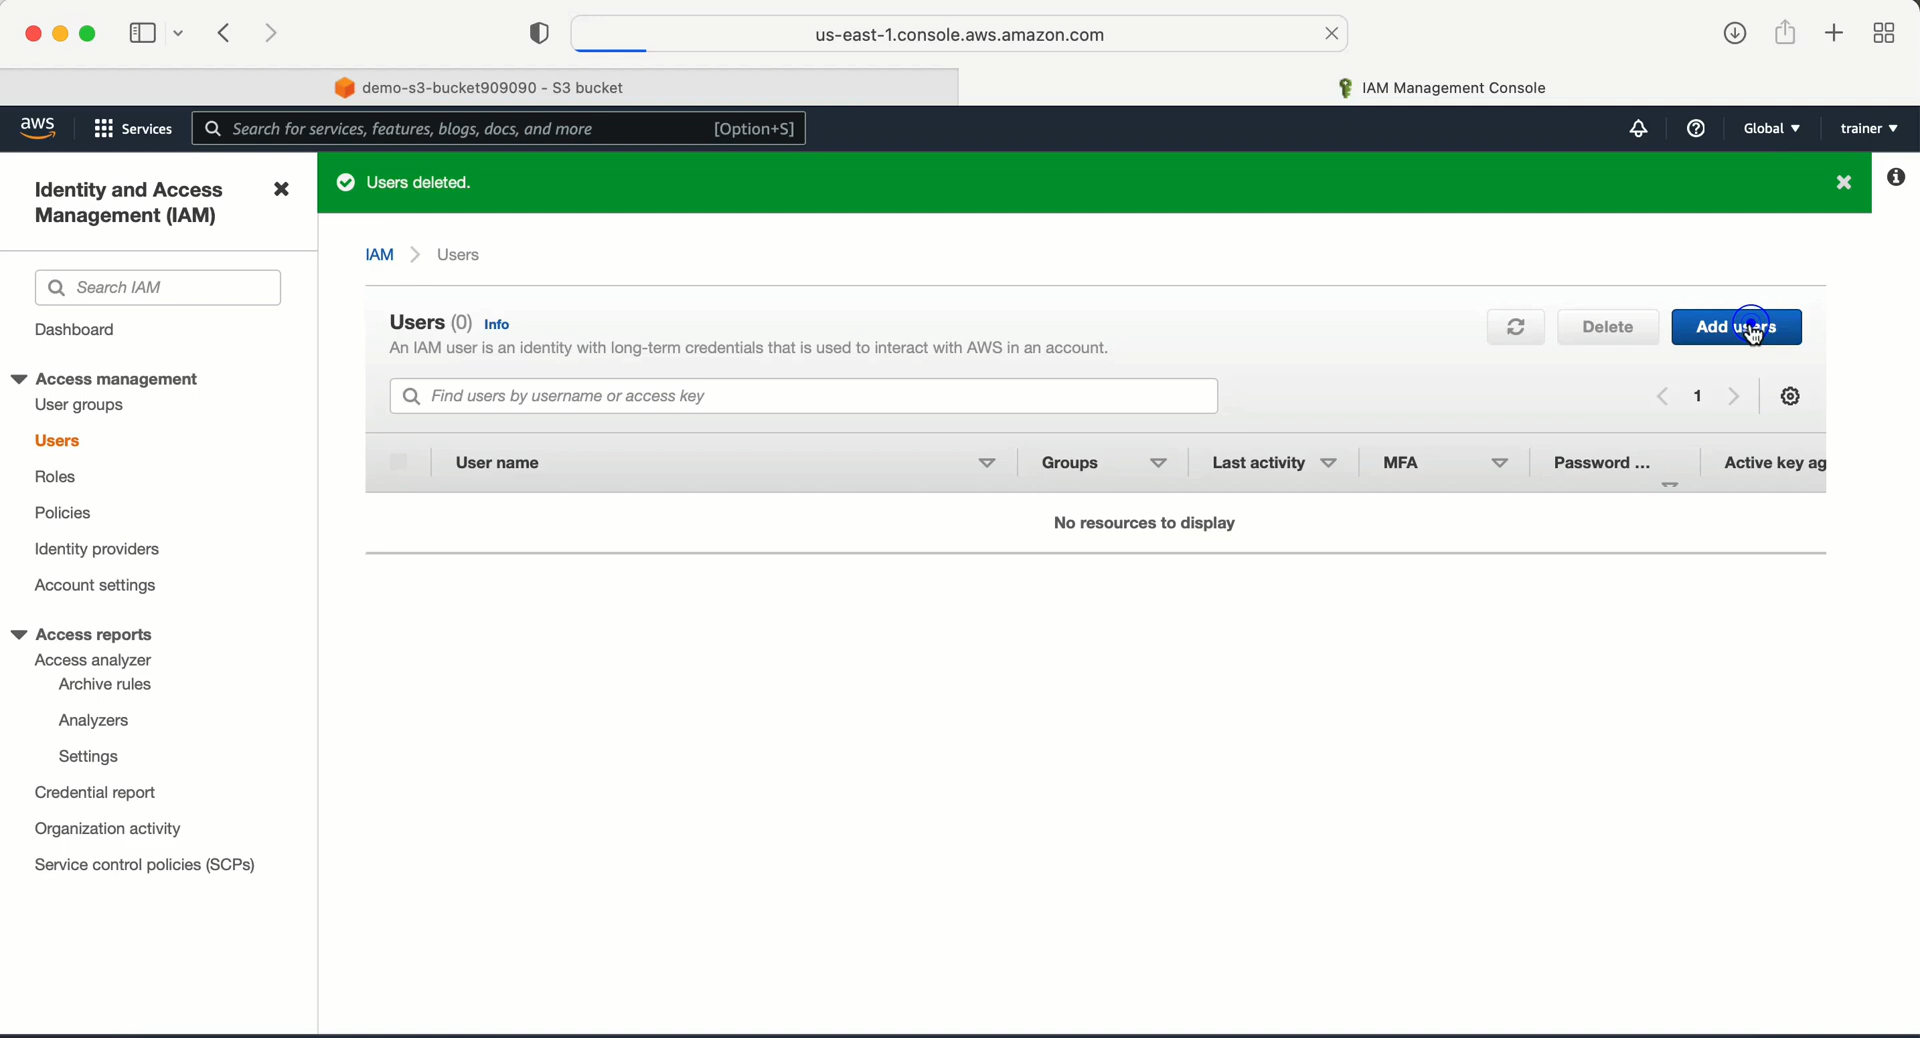 us-east-1.console.aws.amazon.com
demo-s3-bucket909090 - S3 bucket
IAM Management Console
aws
Services
Search for services, features, blogs, docs, and more
[Option+S]
Global
trainer
Identity and Access
Management (IAM)
Search IAM
Dashboard
Access management
User groups
Users
Roles
Policies
Identity providers
Account settings
Access reports
Access analyzer
Archive rules
Analyzers
Settings
Credential report
Organization activity
Service control policies (SCPs)
Users deleted.
IAM
Users
Users (0) Info
An IAM user is an identity with long-term credentials that is used to interact with AWS in an account.
Delete
Add users
Find users by username or access key
1
User name
Groups
Last activity
MFA
Password ...
Active key ag
No resources to display